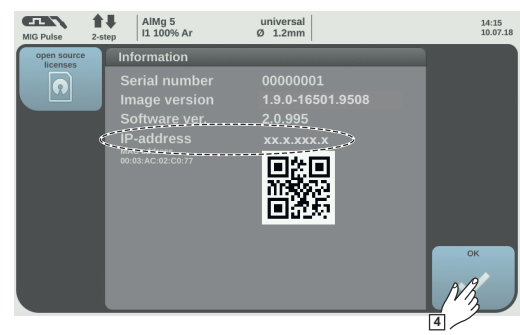 MIG Pulse
2-step
AlMg 5
I1 100% Ar
universal
Ø 1.2mm
14:15
10.07.18
open source
licenses
Information
Serial number 00000001
Image version 1.9.0-16501.9508
Software ver. 2.0.995
IP-address xx.x.xxx.x
00:03:AC:02:C0:77
OK
4